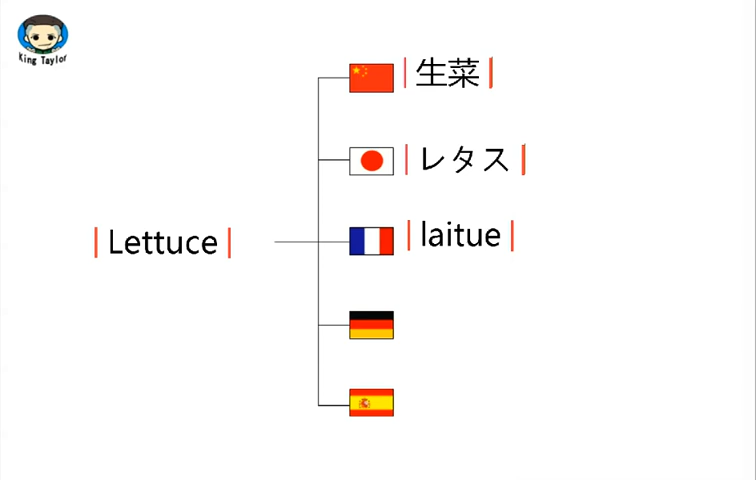 King Taylor
生菜
レタス
Lettuce
laitue